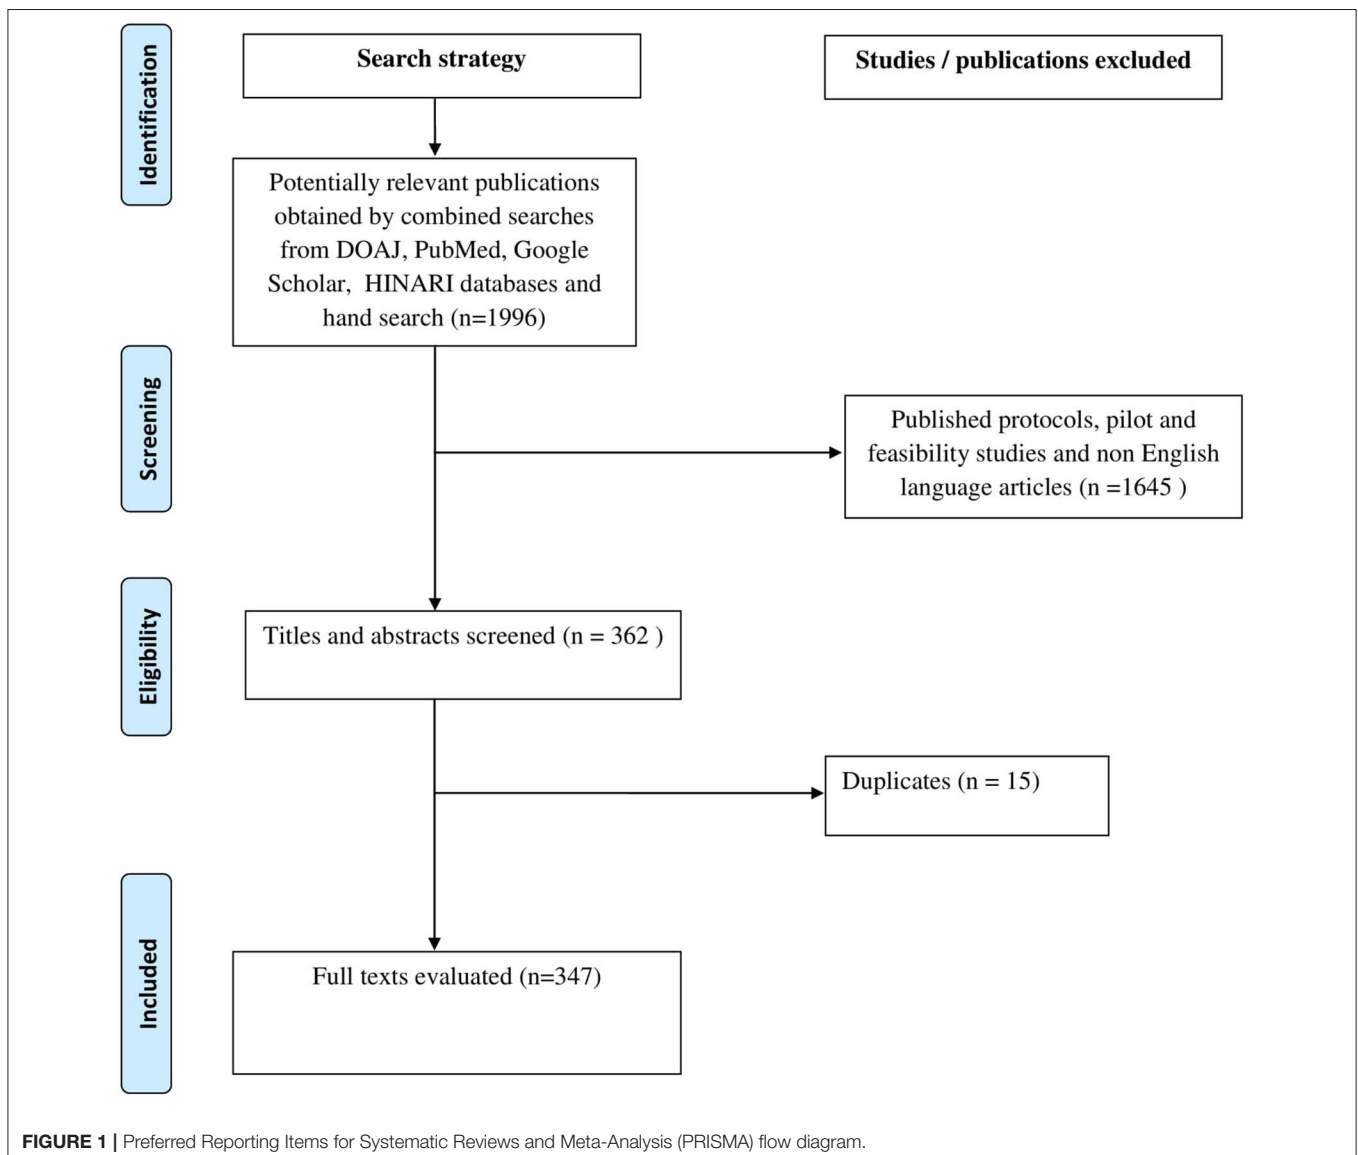 Identification
Search strategy
Studies / publications excluded
Potentially relevant publications
obtained by combined searches
from DOAJ, PubMed, Google
Scholar, HINARI databases and
hand search (n=1996)
Screening
Published protocols, pilot and
feasibility studies and non English
language articles (n =1645 )
Eligibility
Titles and abstracts screened (n = 362 )
Duplicates (n = 15)
Included
Full texts evaluated (n=347)
FIGURE 1 | Preferred Reporting Items for Systematic Reviews and Meta-Analysis (PRISMA) flow diagram.